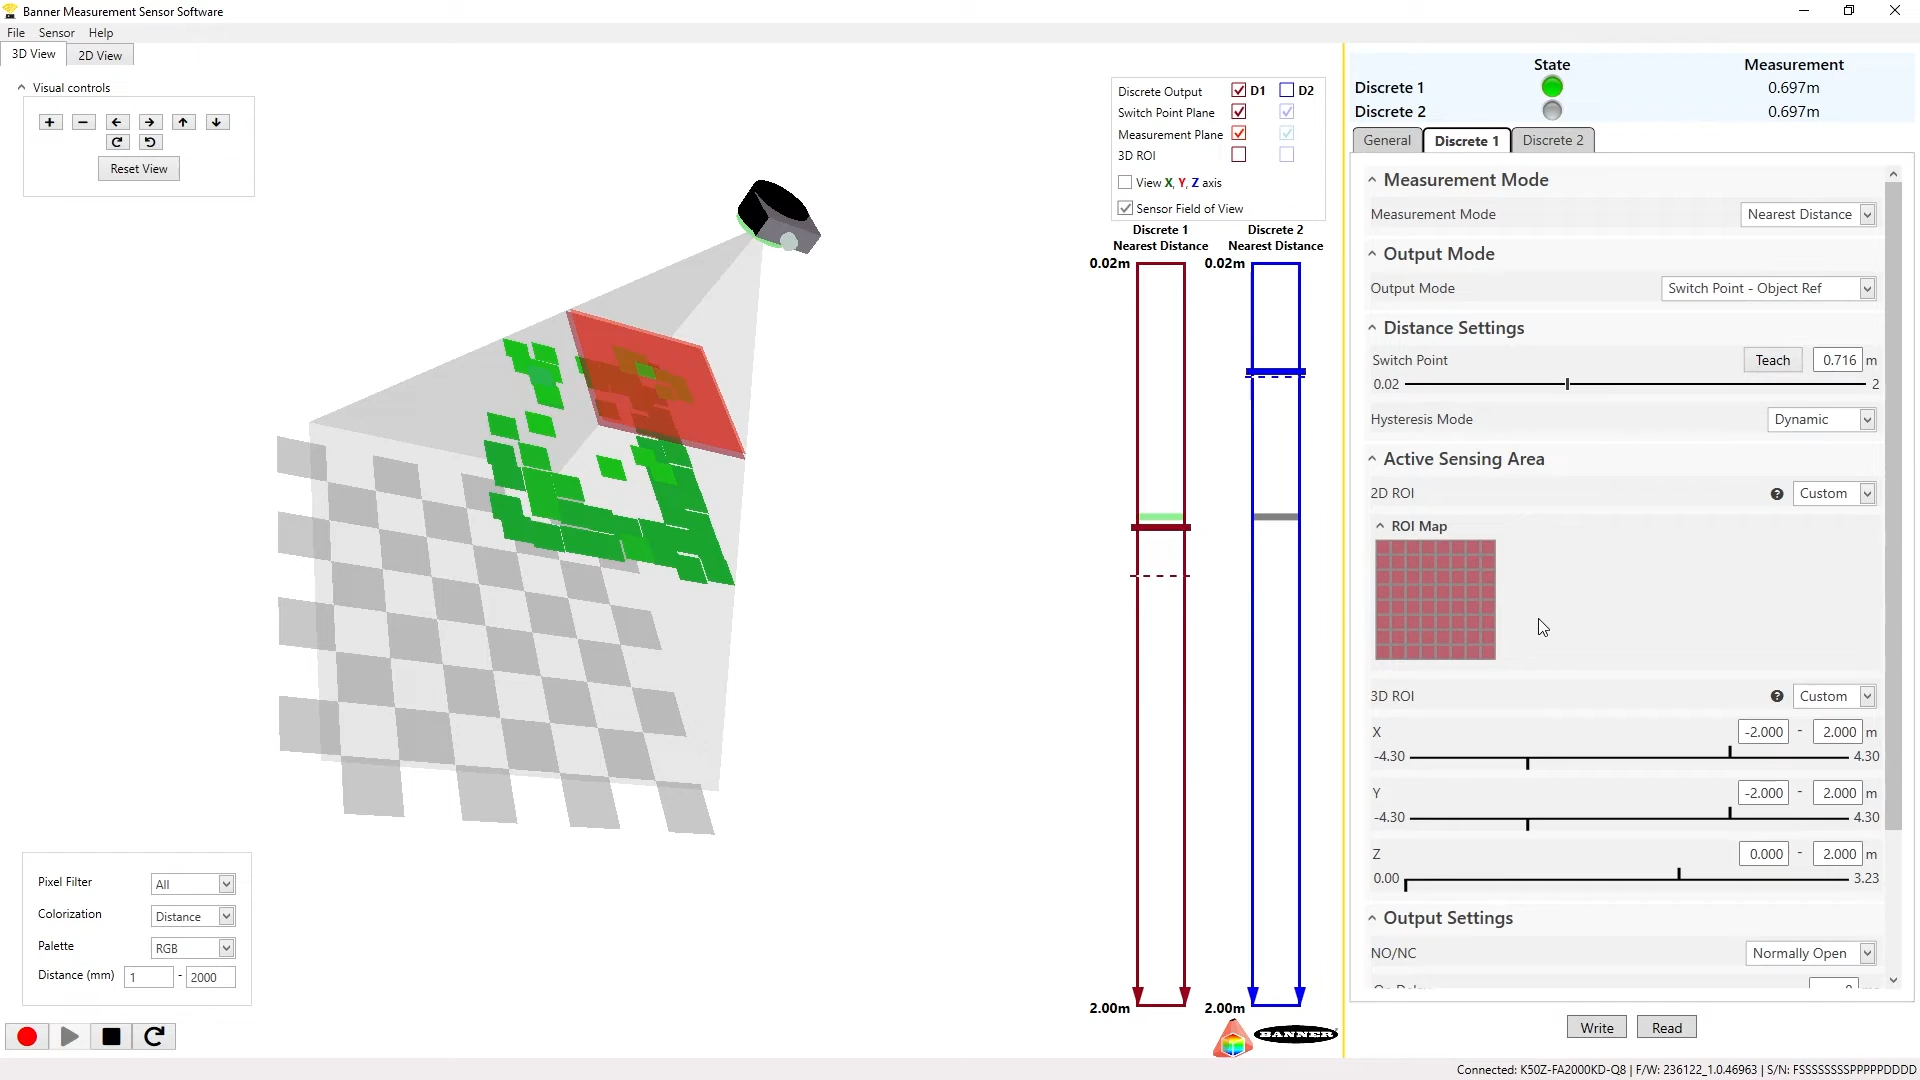 Banner Measurement Sensor Software
File Sensor Help
3D View 2D View
Visual controls
Reset View
Discrete Output D1 D2
Switch Point Plane
Measurement Plane
3D ROI
View X, Y, Z axis
Sensor Field of View
Discrete 1 Discrete 2
Nearest Distance Nearest Distance
0.02m 0.02m
2.00m 2.00m
BANNER
Pixel Filter All
Colorization Distance
Palette RGB
Distance (mm) 1 - 2000
State Measurement
Discrete 1 0.697m
Discrete 2 0.697m
General Discrete 1 Discrete 2
Measurement Mode
Measurement Mode Nearest Distance
Output Mode
Output Mode Switch Point - Object Ref
Distance Settings
Switch Point Teach 0.716 m
0.02 2
Hysteresis Mode Dynamic
Active Sensing Area
2D ROI ? Custom
ROI Map
3D ROI ? Custom
X -2.000 - 2.000 m
-4.30 4.30
Y -2.000 - 2.000 m
-4.30 4.30
Z 0.000 - 2.000 m
0.00 3.23
Output Settings
NO/NC Normally Open
Write Read
Connected: K50Z-FA2000KD-Q8 | F/W: 236122_1.0.46963 | S/N: FSSSSSSSSPPPPPDDDD